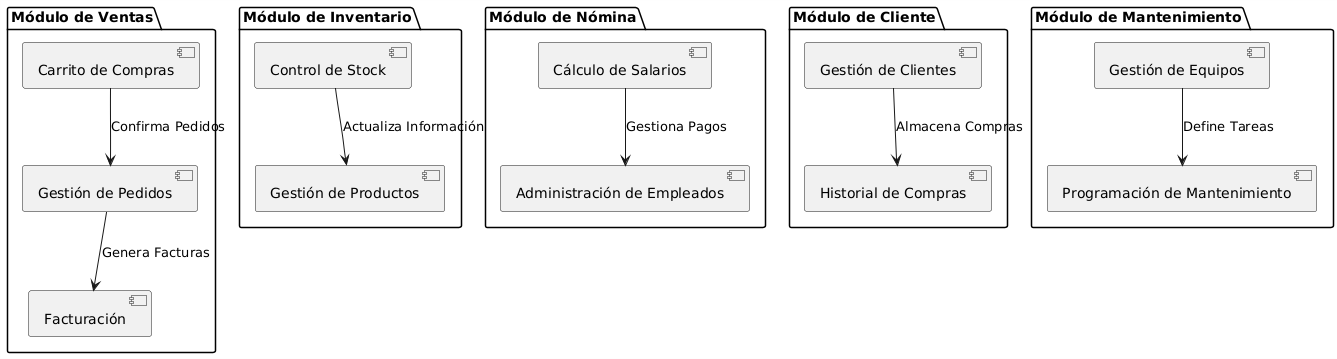 Módulo de Ventas
Carrito de Compras
Confirma Pedidos
Gestión de Pedidos
Genera Facturas
Facturación
Módulo de Inventario
Control de Stock
Actualiza Información
Gestión de Productos
Módulo de Nómina
Cálculo de Salarios
Gestiona Pagos
Administración de Empleados
Módulo de Cliente
Gestión de Clientes
Almacena Compras
Historial de Compras
Módulo de Mantenimiento
Gestión de Equipos
Define Tareas
Programación de Mantenimiento